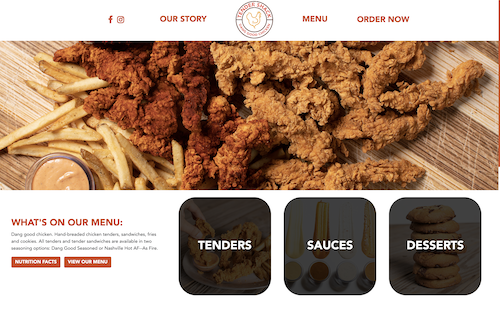 OUR STORY
TENDER SHACK
MENU
ORDER NOW
WHAT'S ON OUR MENU:
Dang good chicken. Hand-breaded chicken tenders, sandwiches, fries
and cookies. All tenders and tender sandwiches are available in two
seasoning options: Dang Good Seasoned or Nashville Hot AF--As Fire.
NUTRITION FACTS
VIEW OUR MENU
TENDERS
SAUCES
DESSERTS